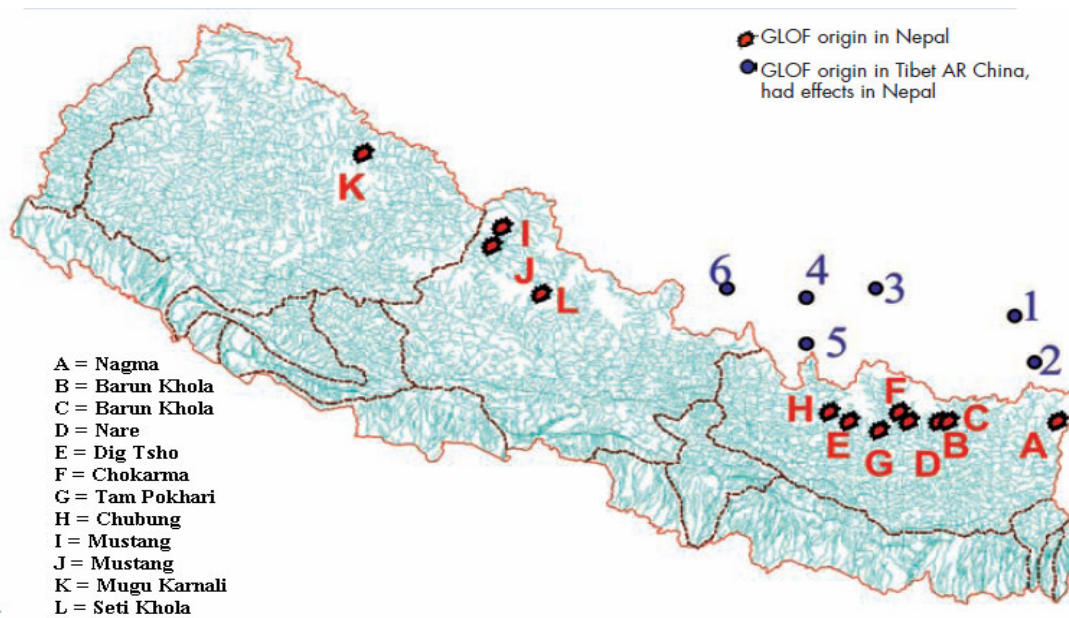 GLOF origin in Nepal
GLOF origin in Tibet AR China,
had effects in Nepal
K
I
J
L
6
4
3
1
5
2
H
F
C
E
G
D
B
A
A = Nagma
B = Barun Khola
C = Barun Khola
D = Nare
E = Dig Tsho
F = Chokarma
G = Tam Pokhari
H = Chubung
I = Mustang
J = Mustang
K = Mugu Karnali
L = Seti Khola